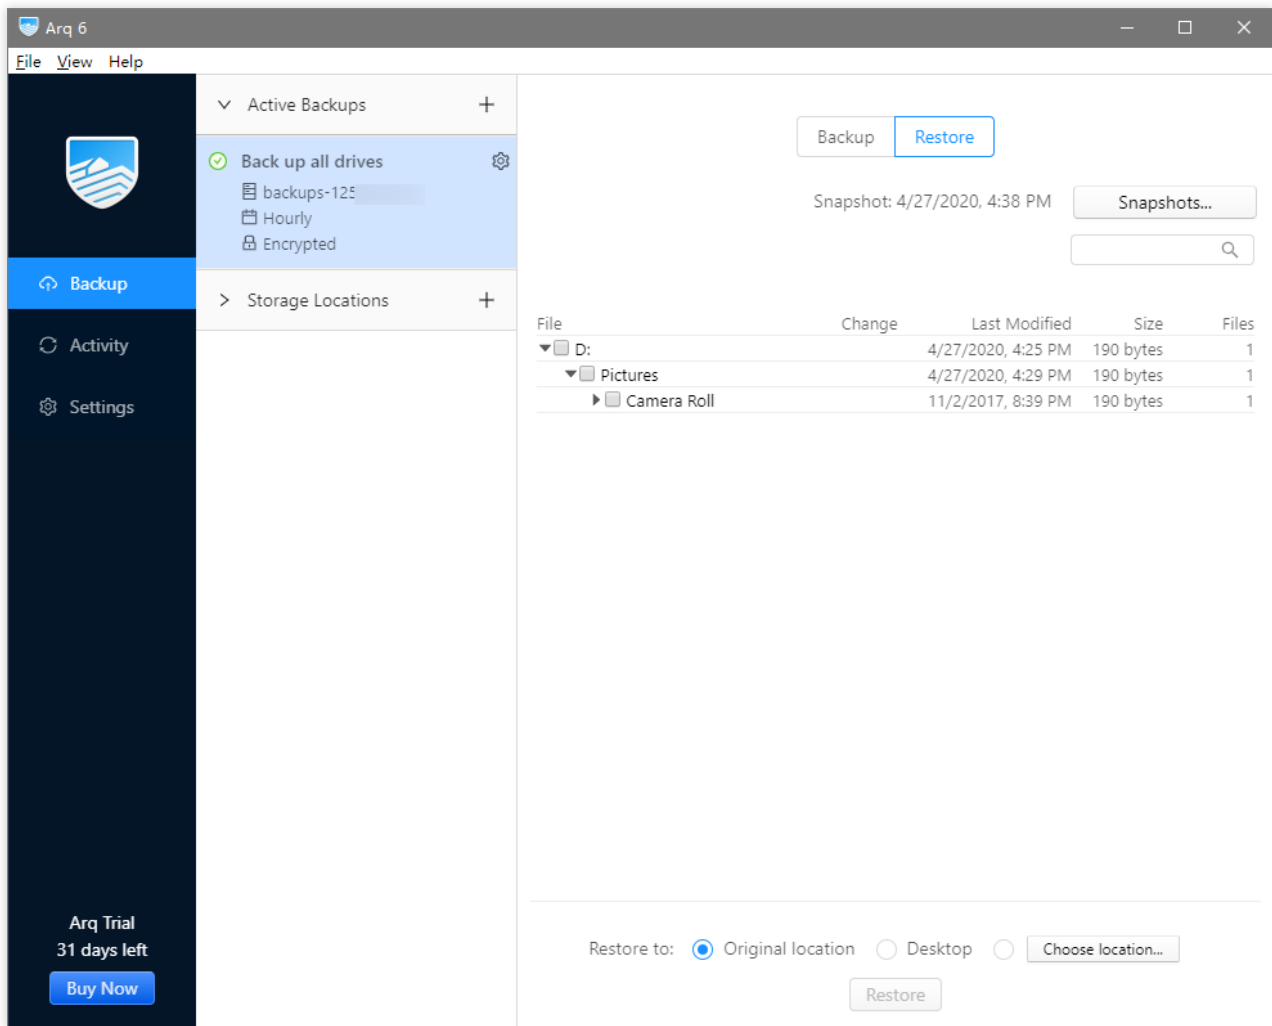 Arq 6
File View Help
Active Backups
Back up all drives
backups-125
Hourly
Encrypted
Storage Locations
Backup
Activity
Settings
Arq Trial
31 days left
Buy Now
Backup Restore
Snapshot: 4/27/2020, 4:38 PM Snapshots...
File Change Last Modified Size Files
D: 4/27/2020, 4:25 PM 190 bytes 1
Pictures 4/27/2020, 4:29 PM 190 bytes 1
Camera Roll 11/2/2017, 8:39 PM 190 bytes 1
Restore to: Original location Desktop Choose location...
Restore